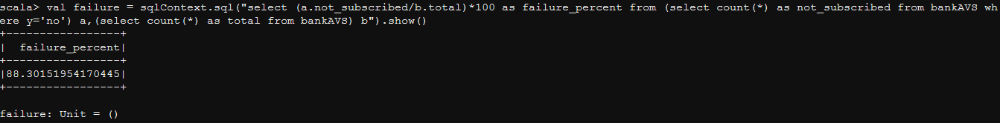 scala> val failure = sqlContext.sql("select (a.not_subscribed/b.total)*100 as failure_percent from (select count(*) as not_subscribed from bankAVS wh
ere y='no') a,(select count(*) as total from bankAVS) b").show()
+-----------------+
|  failure_percent|
+-----------------+
|88.30151954170445|
+-----------------+
failure: Unit = ()